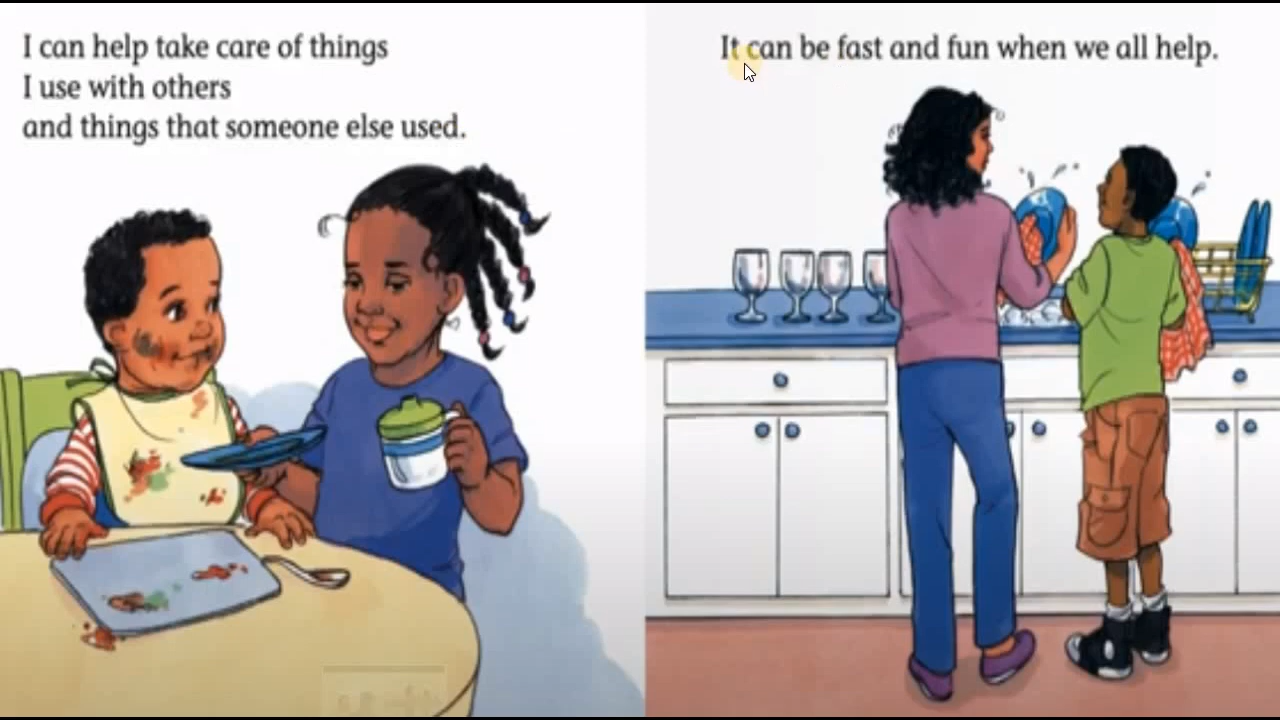 I can help take care of things
I use with others
and things that someone else used.
It can be fast and fun when we all help.